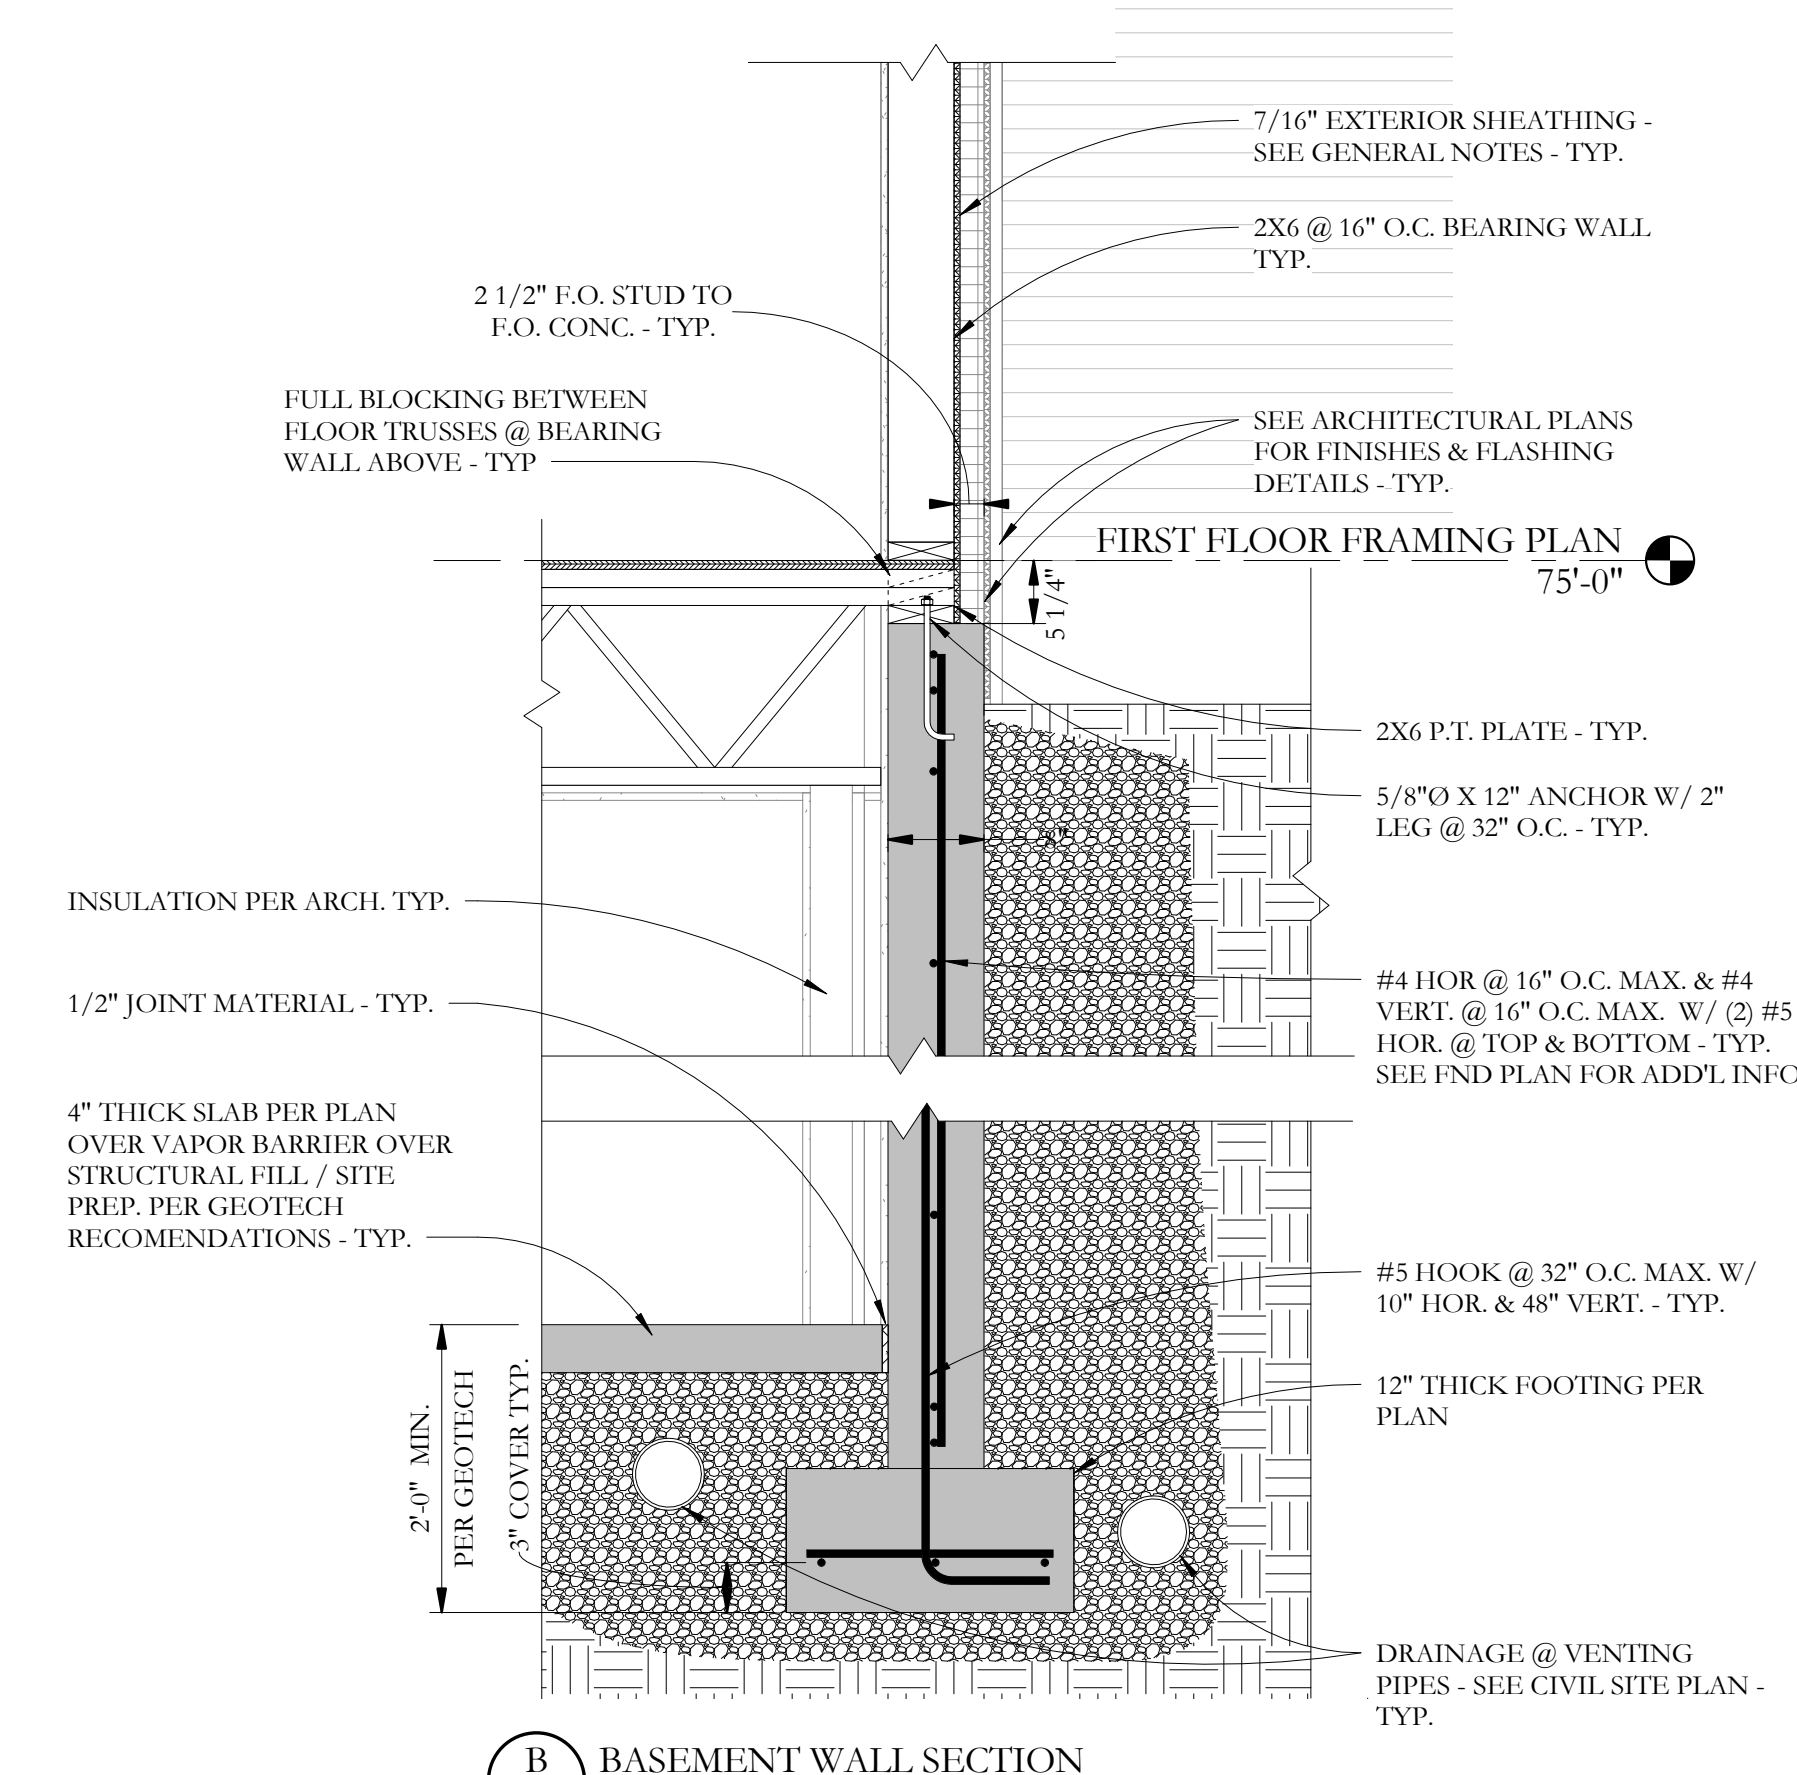 7/16" EXTERIOR SHEATHING -
SEE GENERAL NOTES - TYP.
2X6 @ 16" O.C. BEARING WALL
TYP.
2 1/2" F.O. STUD TO
F.O. CONC. - TYP.
FULL BLOCKING BETWEEN
FLOOR TRUSSES @ BEARING
WALL ABOVE - TYP
SEE ARCHITECTURAL PLANS
FOR FINISHES & FLASHING
DETAILS - TYP.
FIRST FLOOR FRAMING PLAN
75'-0"
5 1/4"
2X6 P.T. PLATE - TYP.
5/8"Ø X 12" ANCHOR W/ 2"
LEG @ 32" O.C. - TYP.
8"
INSULATION PER ARCH. TYP.
1/2" JOINT MATERIAL - TYP.
#4 HOR @ 16" O.C. MAX. & #4
VERT. @ 16" O.C. MAX. W/ (2) #5
HOR. @ TOP & BOTTOM - TYP.
SEE FND PLAN FOR ADD'L INFO
4" THICK SLAB PER PLAN
OVER VAPOR BARRIER OVER
STRUCTURAL FILL / SITE
PREP. PER GEOTECH
RECOMENDATIONS - TYP.
#5 HOOK @ 32" O.C. MAX. W/
10" HOR. & 48" VERT. - TYP.
12" THICK FOOTING PER
PLAN
2'-0" MIN.
PER GEOTECH
3" COVER TYP.
DRAINAGE @ VENTING
PIPES - SEE CIVIL SITE PLAN -
TYP.
B
BASEMENT WALL SECTION